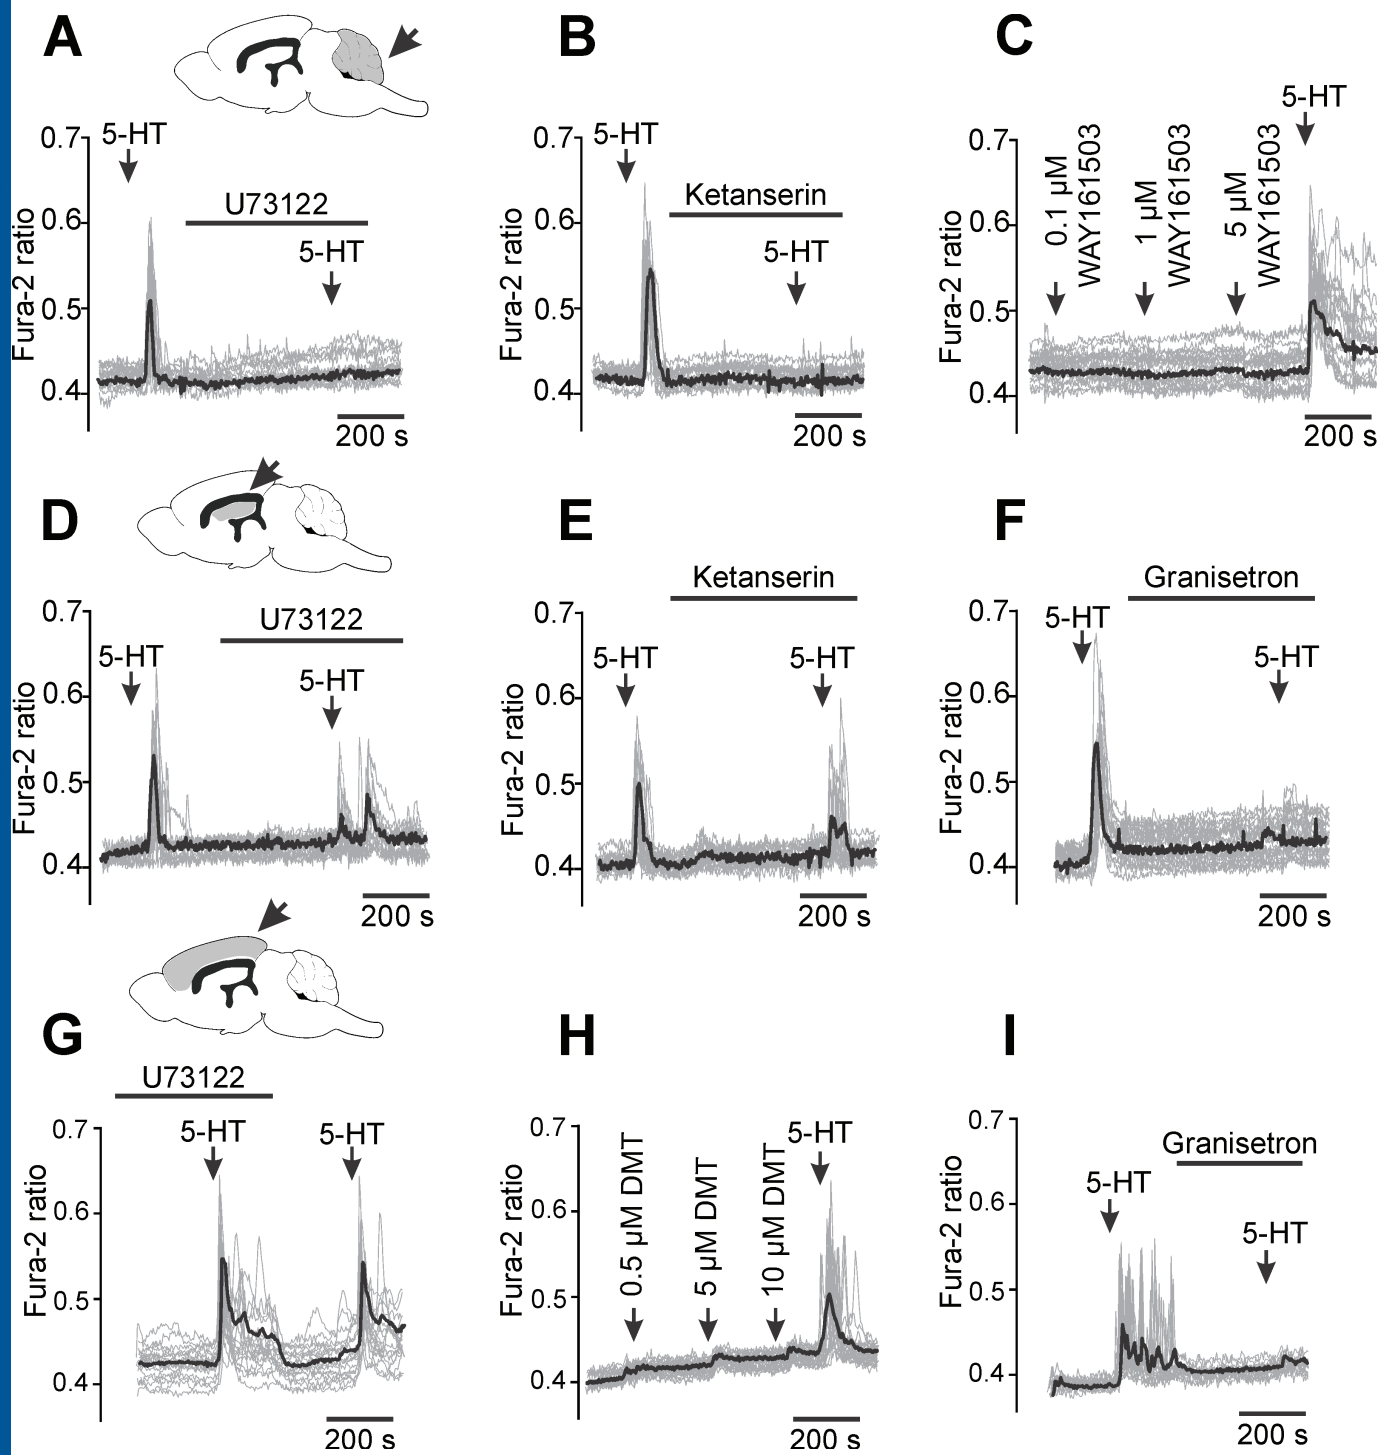 A
B
C
5-HT
0.7
5-HT
0.7
5-HT
0.7
5-HT
U73122
Ketanserin
0.1 µM
WAY161503
1 µM
WAY161503
5 µM
WAY161503
0.6
5-HT
0.6
5-HT
0.6
0.5
0.5
0.5
0.4
0.4
0.4
Fura-2 ratio
Fura-2 ratio
Fura-2 ratio
200 s
200 s
200 s
D
E
F
Ketanserin
Granisetron
0.7
U73122
0.7
0.7
5-HT
5-HT
5-HT
5-HT
5-HT
5-HT
0.6
0.6
0.6
0.5
0.5
0.5
0.4
0.4
0.4
Fura-2 ratio
Fura-2 ratio
Fura-2 ratio
200 s
200 s
200 s
G
H
I
U73122
0.7
5-HT
5-HT
0.7
5-HT
0.7
Granisetron
5-HT
5-HT
0.5 µM DMT
5 µM DMT
10 µM DMT
0.6
0.6
0.6
0.5
0.5
0.5
0.4
0.4
0.4
Fura-2 ratio
Fura-2 ratio
Fura-2 ratio
200 s
200 s
200 s